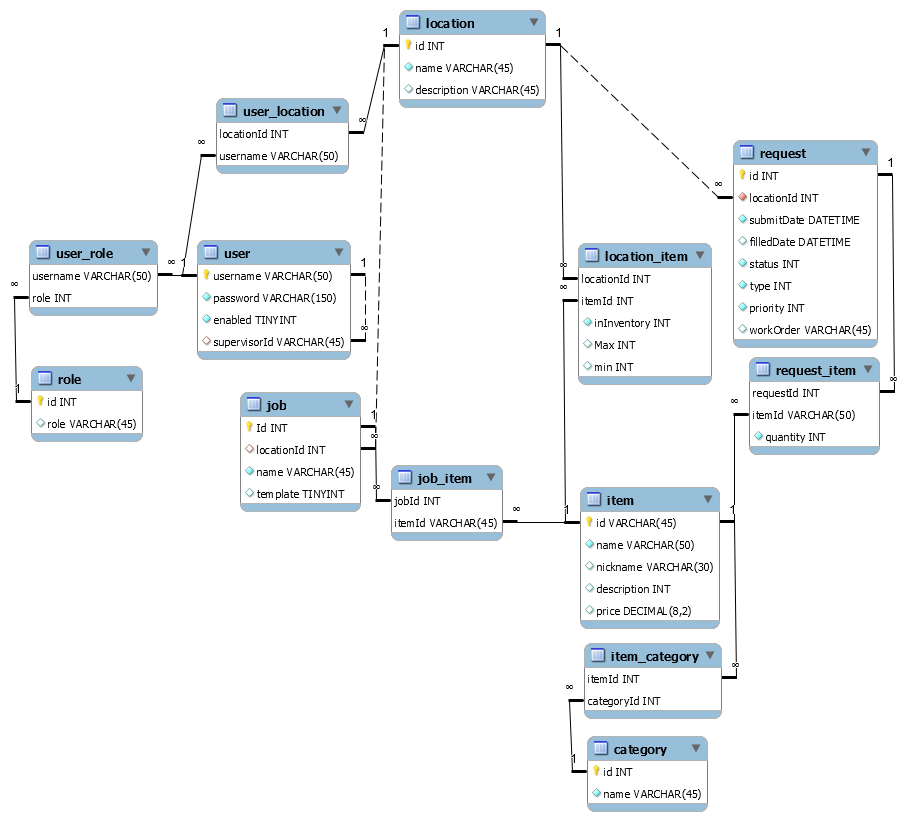 location
id INT
name VARCHAR(45)
description VARCHAR(45)
1
1
∞
∞
user_location
locationId INT
username VARCHAR(50)
∞
request
id INT
locationId INT
submitDate DATETIME
filledDate DATETIME
status INT
type INT
priority INT
workOrder VARCHAR(45)
1
∞
user_role
username VARCHAR(50)
role INT
∞
∞
1
user
username VARCHAR(50)
password VARCHAR(150)
enabled TINYINT
supervisorId VARCHAR(45)
1
∞
location_item
locationId INT
itemId INT
inInventory INT
Max INT
min INT
∞
∞
role
id INT
role VARCHAR(45)
1
request_item
requestId INT
itemId VARCHAR(50)
quantity INT
∞
job
Id INT
locationId INT
name VARCHAR(45)
template TINYINT
1
∞
∞
job_item
jobId INT
itemId VARCHAR(45)
∞
1
item
id VARCHAR(45)
name VARCHAR(50)
nickname VARCHAR(30)
description INT
price DECIMAL(8,2)
1
∞
item_category
itemId INT
categoryId INT
∞
1
category
id INT
name VARCHAR(45)